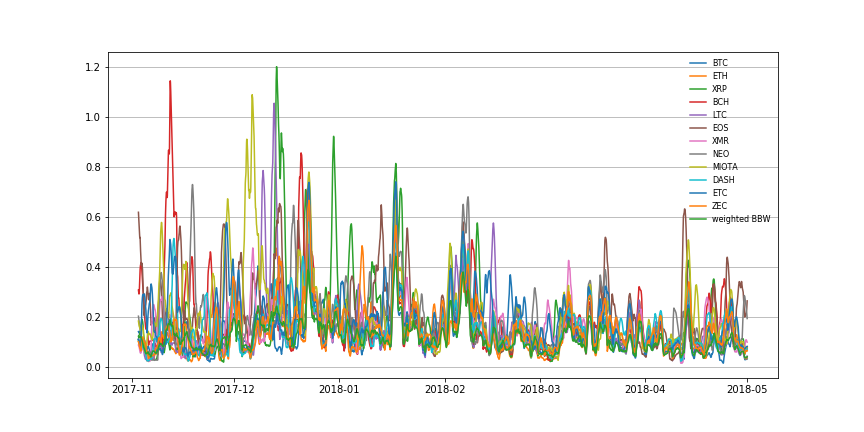 1.2
1.0
0.8
0.6
0.4
0.2
0.0
2017-11 2017-12 2018-01 2018-02 2018-03 2018-04 2018-05
BTC
ETH
XRP
BCH
LTC
EOS
XMR
NEO
MIOTA
DASH
ETC
ZEC
weighted BBW